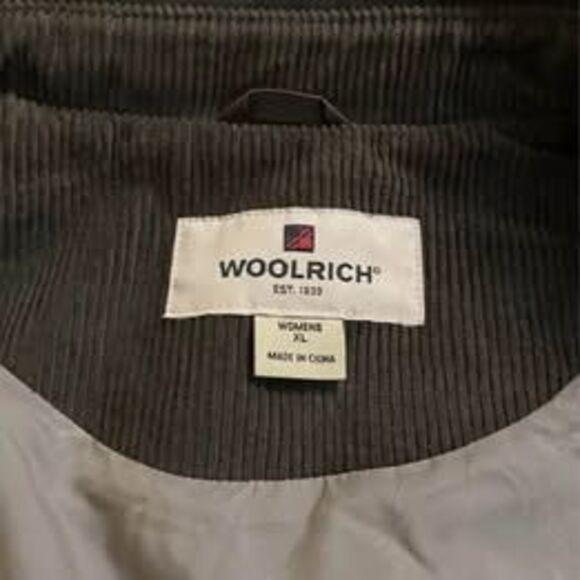 WOOLRICH®
EST. 1830
WOMENS
XL
MADE IN CHINA